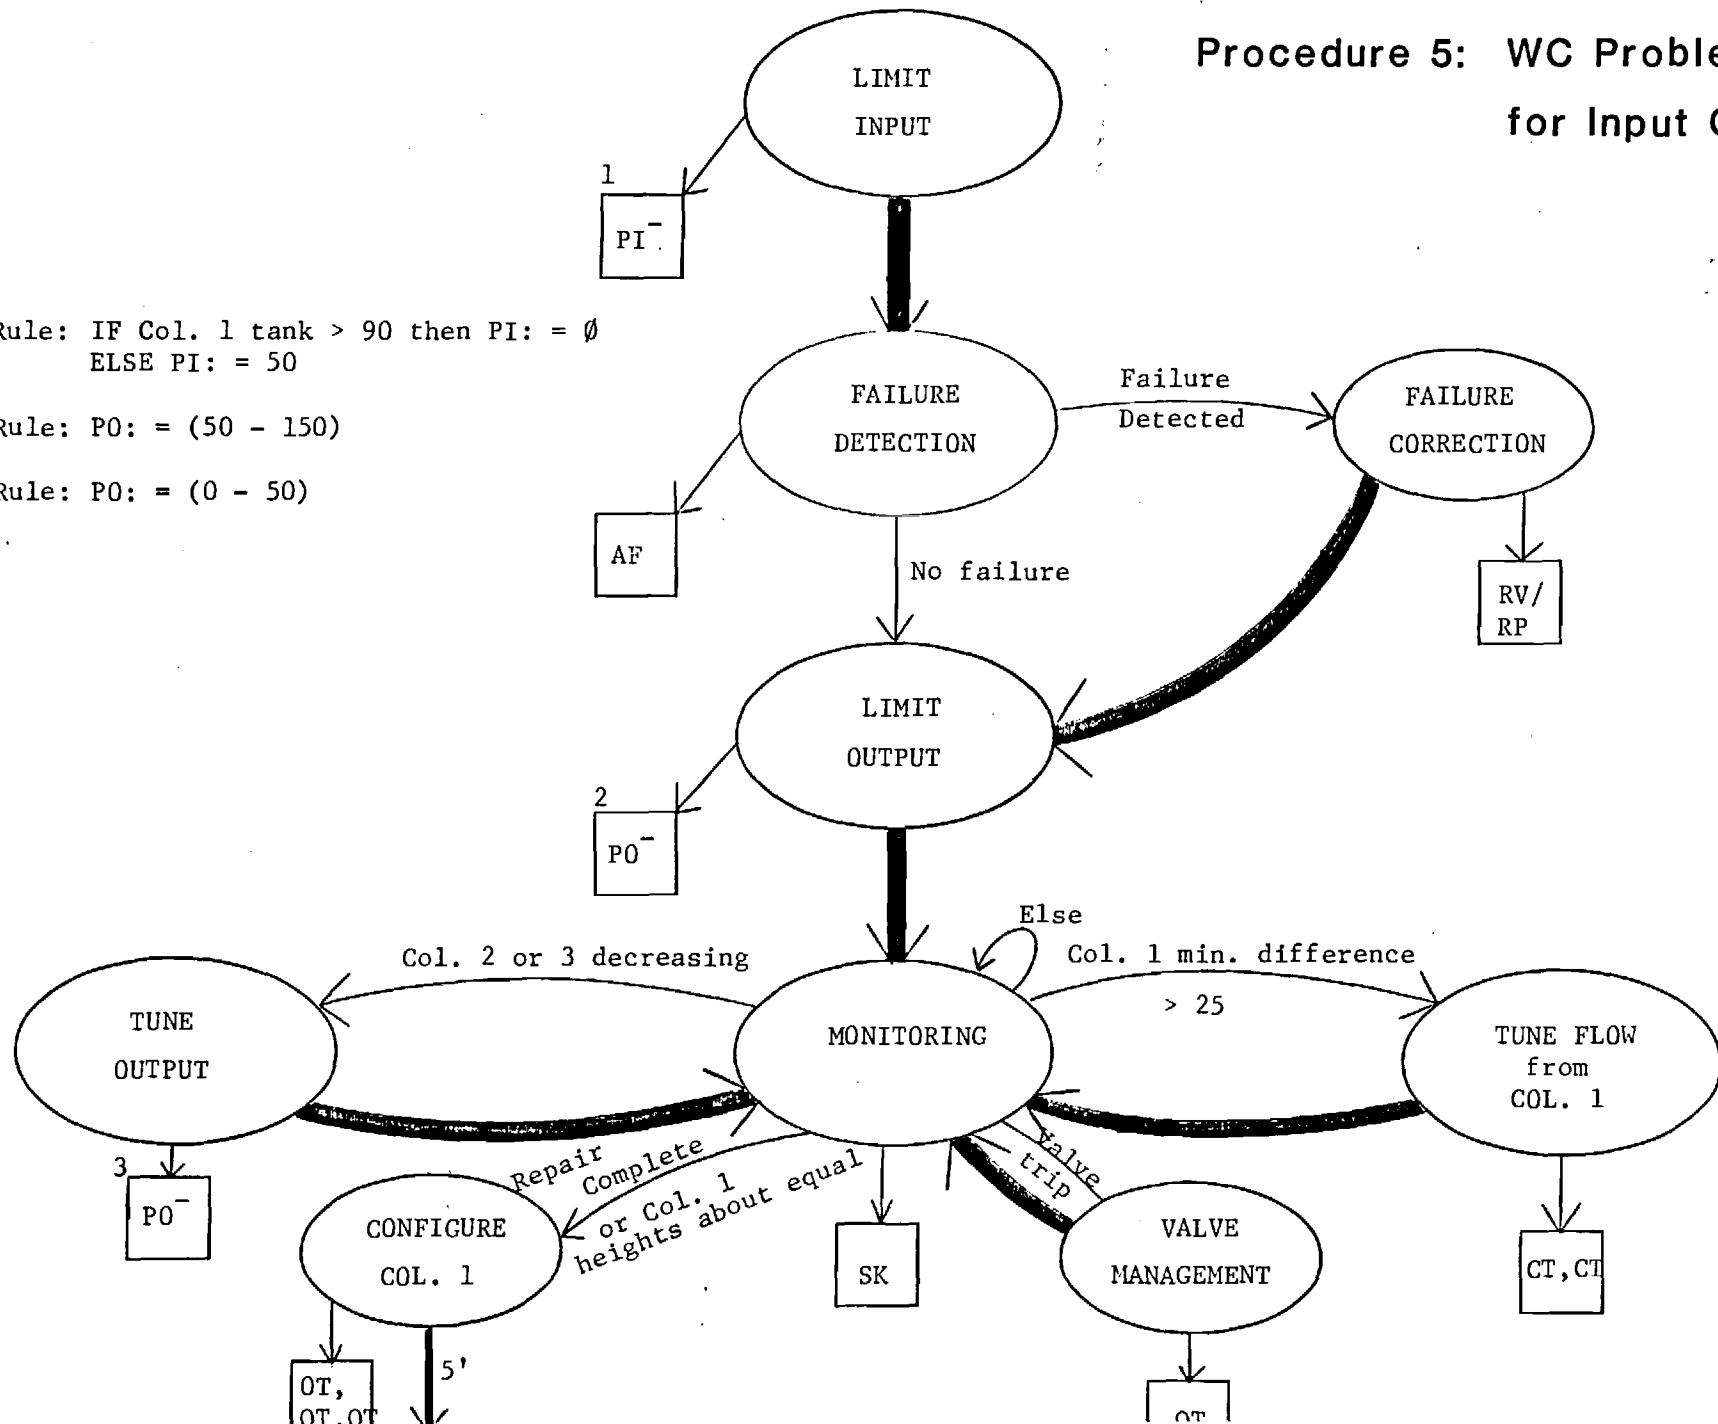 Procedure 5: WC
for Input
LIMIT
INPUT
1
PI⁻
Rule: IF Col. 1 tank > 90 then PI: = Ø
ELSE PI: = 50
Rule: PO: = (50 - 150)
Rule: PO: = (0 - 50)
FAILURE
DETECTION
Failure
Detected
FAILURE
CORRECTION
AF
No failure
RV/
RP
LIMIT
OUTPUT
2
PO⁻
Else
Col. 2 or 3 decreasing
Col. 1 min. difference
> 25
TUNE
OUTPUT
MONITORING
TUNE FLOW
from
COL. 1
3
PO⁻
Repair
Complete
or Col. 1
heights about equal
Valve
trip
CONFIGURE
COL. 1
SK
VALVE
MANAGEMENT
CT,CT
5'
OT,
OT,OT
OT